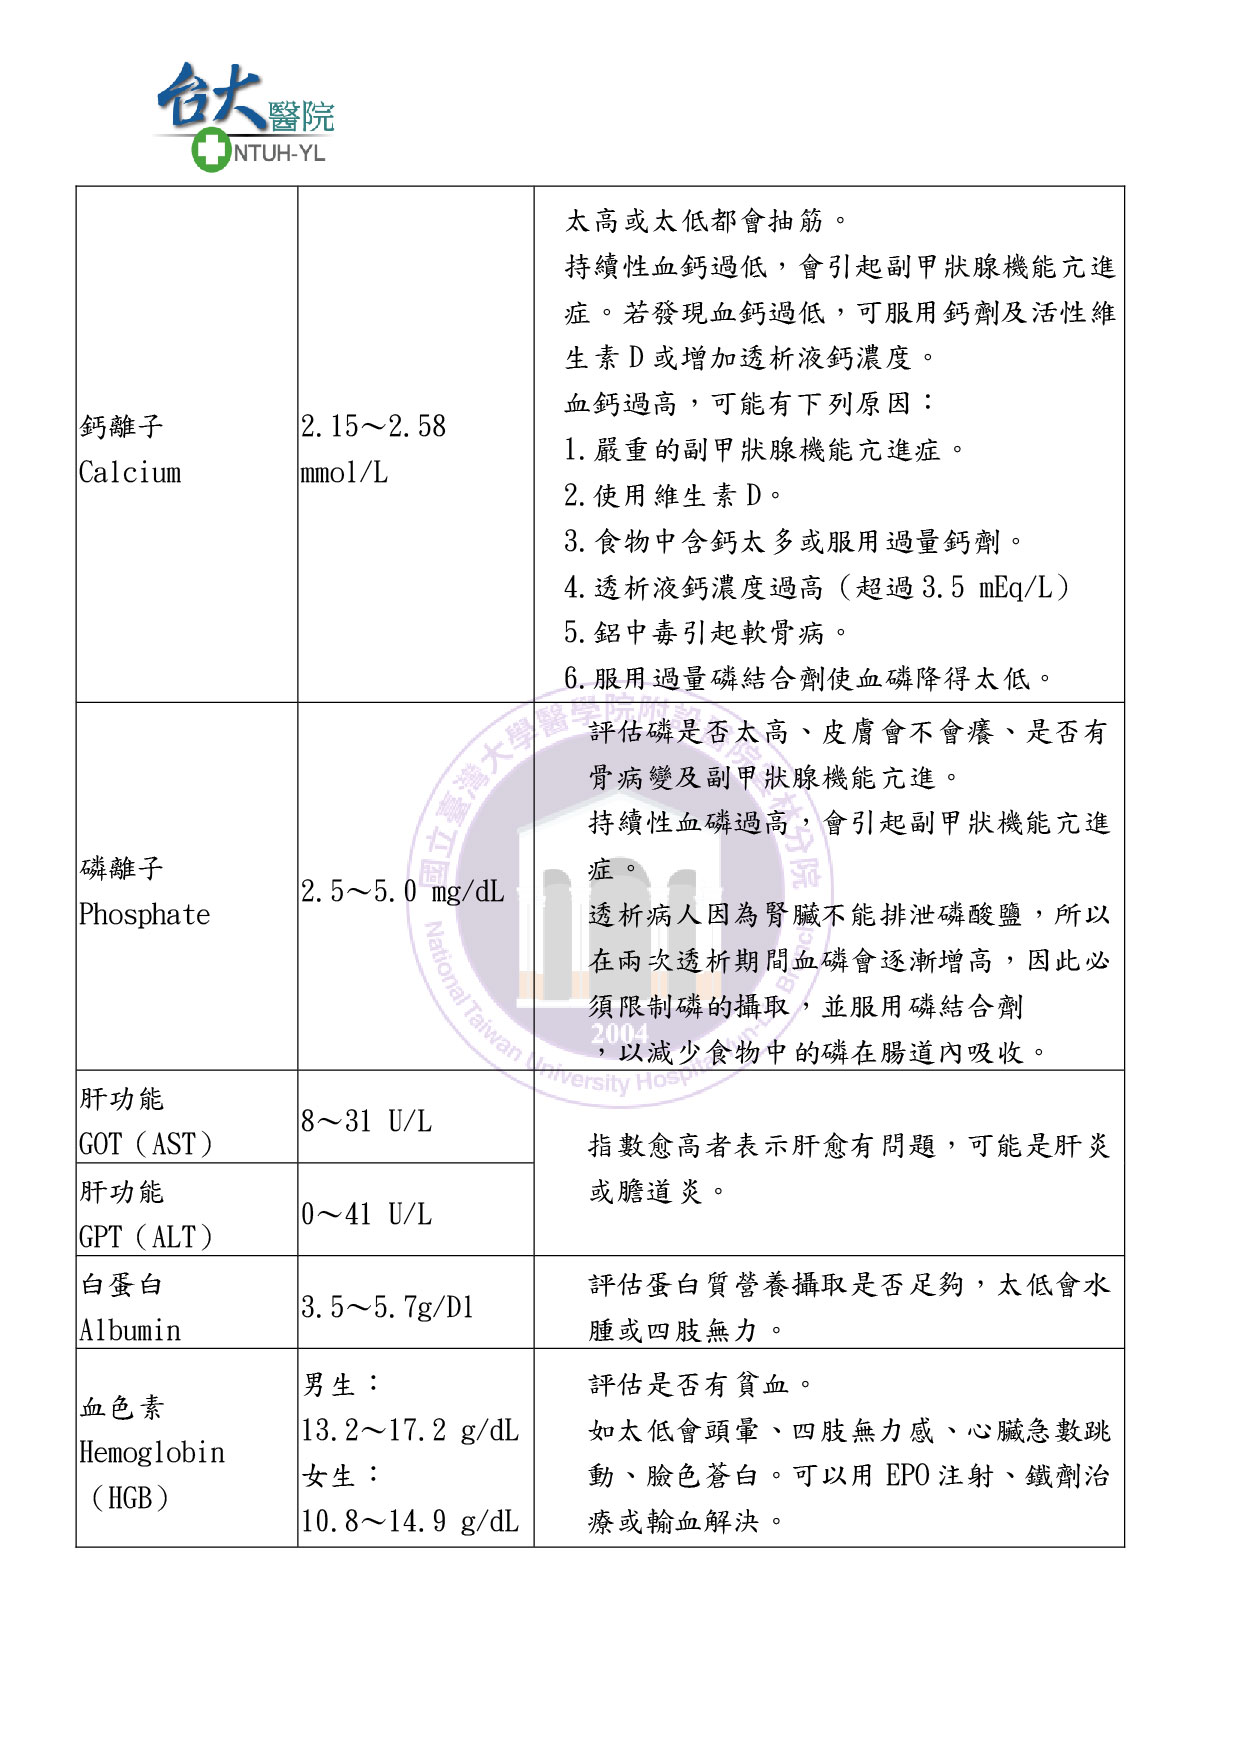 台大醫院
NTUH-YL
鈣離子
Calcium
2.15～2.58
mmol/L
太高或太低都會抽筋。
持續性血鈣過低，會引起副甲狀腺機能亢進
症。若發現血鈣過低，可服用鈣劑及活性維
生素 D 或增加透析液鈣濃度。
血鈣過高，可能有下列原因：
1.嚴重的副甲狀腺機能亢進症。
2.使用維生素 D。
3.食物中含鈣太多或服用過量鈣劑。
4.透析液鈣濃度過高（超過 3.5 mEq/L）
5.鋁中毒引起軟骨病。
6.服用過量磷結合劑使血磷降得太低。
磷離子
Phosphate
2.5～5.0 mg/dL
評估磷是否太高、皮膚會不會癢、是否有
骨病變及副甲狀腺機能亢進。
持續性血磷過高，會引起副甲狀機能亢進
症。
透析病人因為腎臟不能排泄磷酸鹽，所以
在兩次透析期間血磷會逐漸增高，因此必
須限制磷的攝取，並服用磷結合劑
，以減少食物中的磷在腸道內吸收。
肝功能
GOT（AST）
8～31 U/L
指數愈高者表示肝愈有問題，可能是肝炎
或膽道炎。
肝功能
GPT（ALT）
0～41 U/L
白蛋白
Albumin
3.5～5.7g/Dl
評估蛋白質營養攝取是否足夠，太低會水
腫或四肢無力。
血色素
Hemoglobin
（HGB）
男生：
13.2～17.2 g/dL
女生：
10.8～14.9 g/dL
評估是否有貧血。
如太低會頭暈、四肢無力感、心臟急數跳
動、臉色蒼白。可以用 EPO 注射、鐵劑治
療或輸血解決。
國立臺灣大學醫學院附設醫院雲林分院
National Taiwan University Hospital Yun-Lin Branch
2004